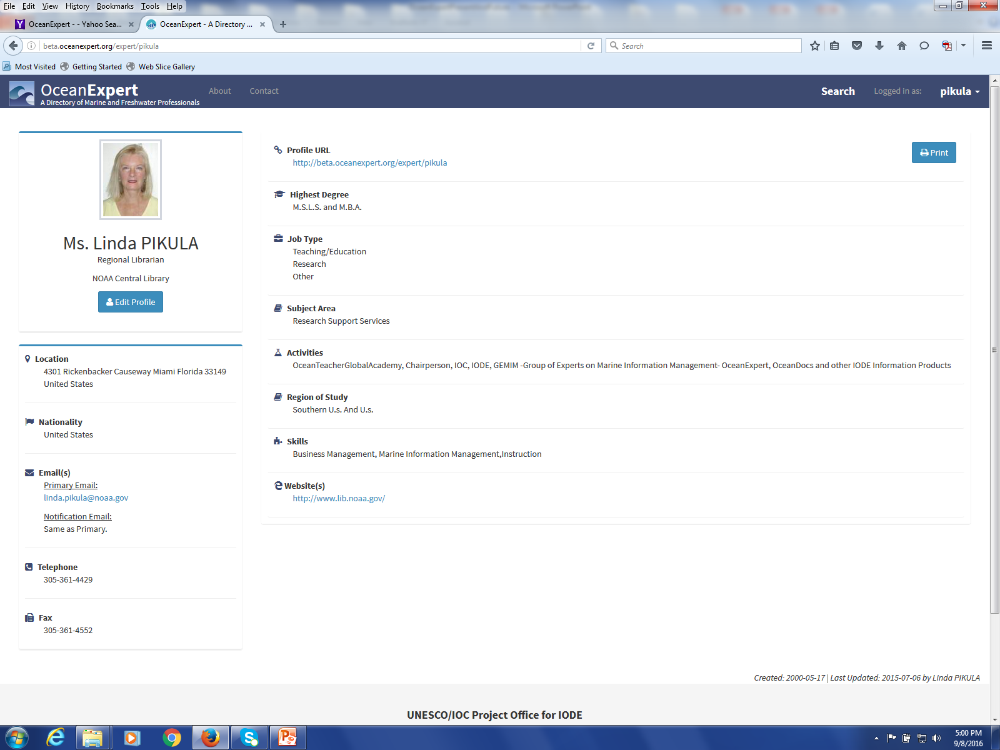 File Edit View History Bookmarks Tools Help
OceanExpert - - Yahoo Sea...
OceanExpert - A Directory ...
beta.oceanexpert.org/expert/pikula
Search
Most Visited Getting Started Web Slice Gallery
OceanExpert
A Directory of Marine and Freshwater Professionals
About Contact
Search Logged in as: pikula
Ms. Linda PIKULA
Regional Librarian
NOAA Central Library
Edit Profile
Location
4301 Rickenbacker Causeway Miami Florida 33149
United States
Nationality
United States
Email(s)
Primary Email:
linda.pikula@noaa.gov
Notification Email:
Same as Primary.
Telephone
305-361-4429
Fax
305-361-4552
Profile URL
http://beta.oceanexpert.org/expert/pikula
Print
Highest Degree
M.S.L.S. and M.B.A.
Job Type
Teaching/Education
Research
Other
Subject Area
Research Support Services
Activities
OceanTeacherGlobalAcademy, Chairperson, IOC, IODE, GEMIM -Group of Experts on Marine Information Management- OceanExpert, OceanDocs and other IODE Information Products
Region of Study
Southern U.s. And U.s.
Skills
Business Management, Marine Information Management,Instruction
Website(s)
http://www.lib.noaa.gov/
Created: 2000-05-17 | Last Updated: 2015-07-06 by Linda PIKULA
UNESCO/IOC Project Office for IODE
5:00 PM
9/8/2016